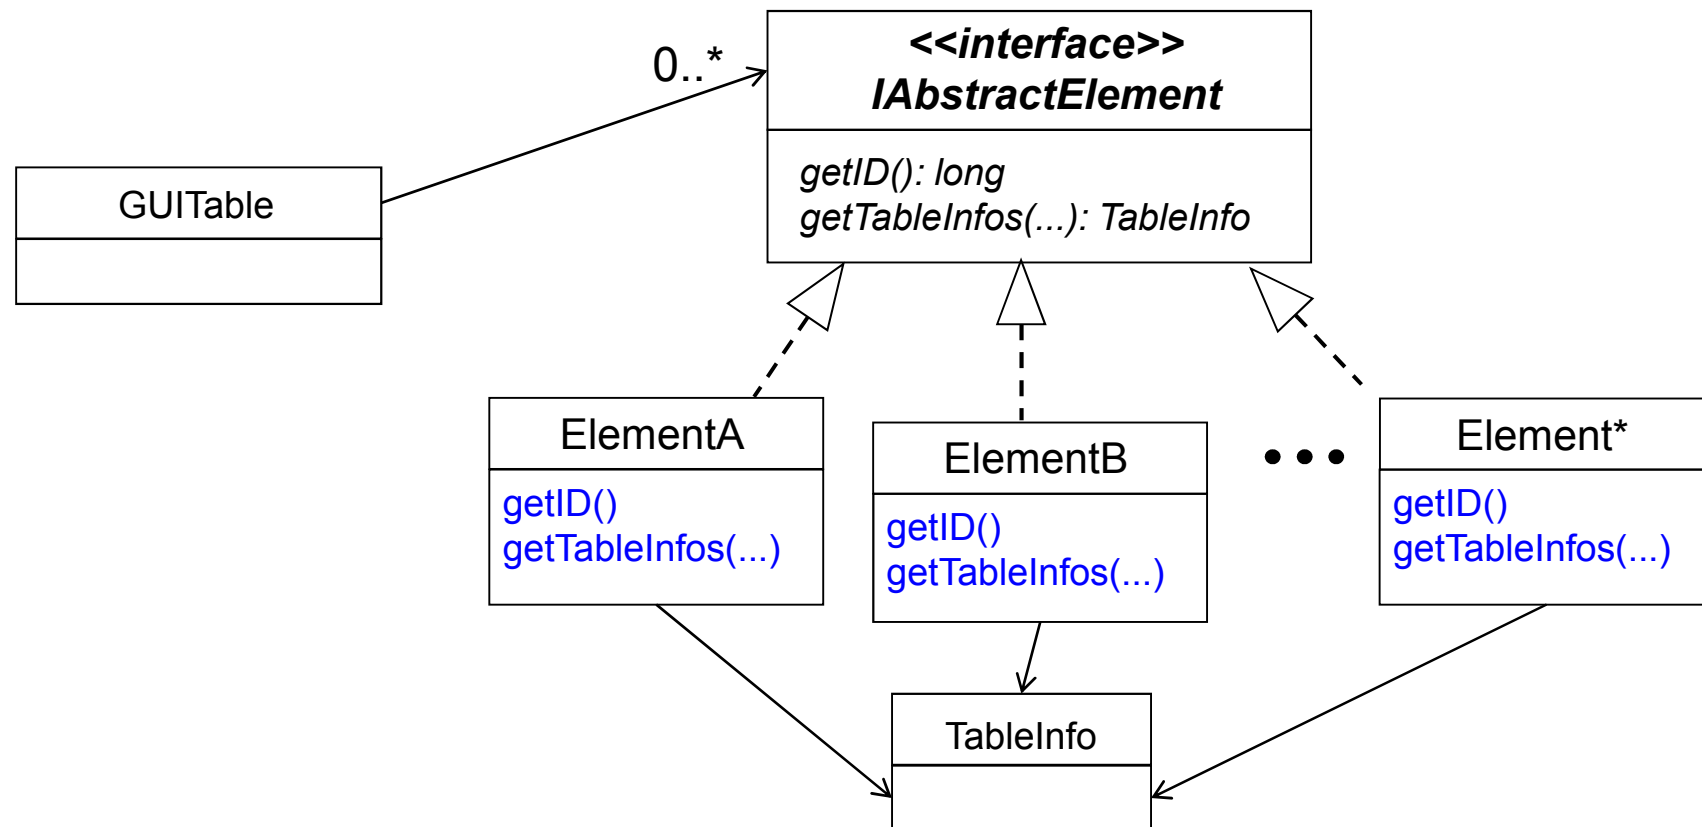 0..*
<<interface>>
IAbstractElement
getID(): long
getTableInfos(...): TableInfo
GUITable
ElementA
getID()
getTableInfos(...)
ElementB
getID()
getTableInfos(...)
Element*
getID()
getTableInfos(...)
TableInfo